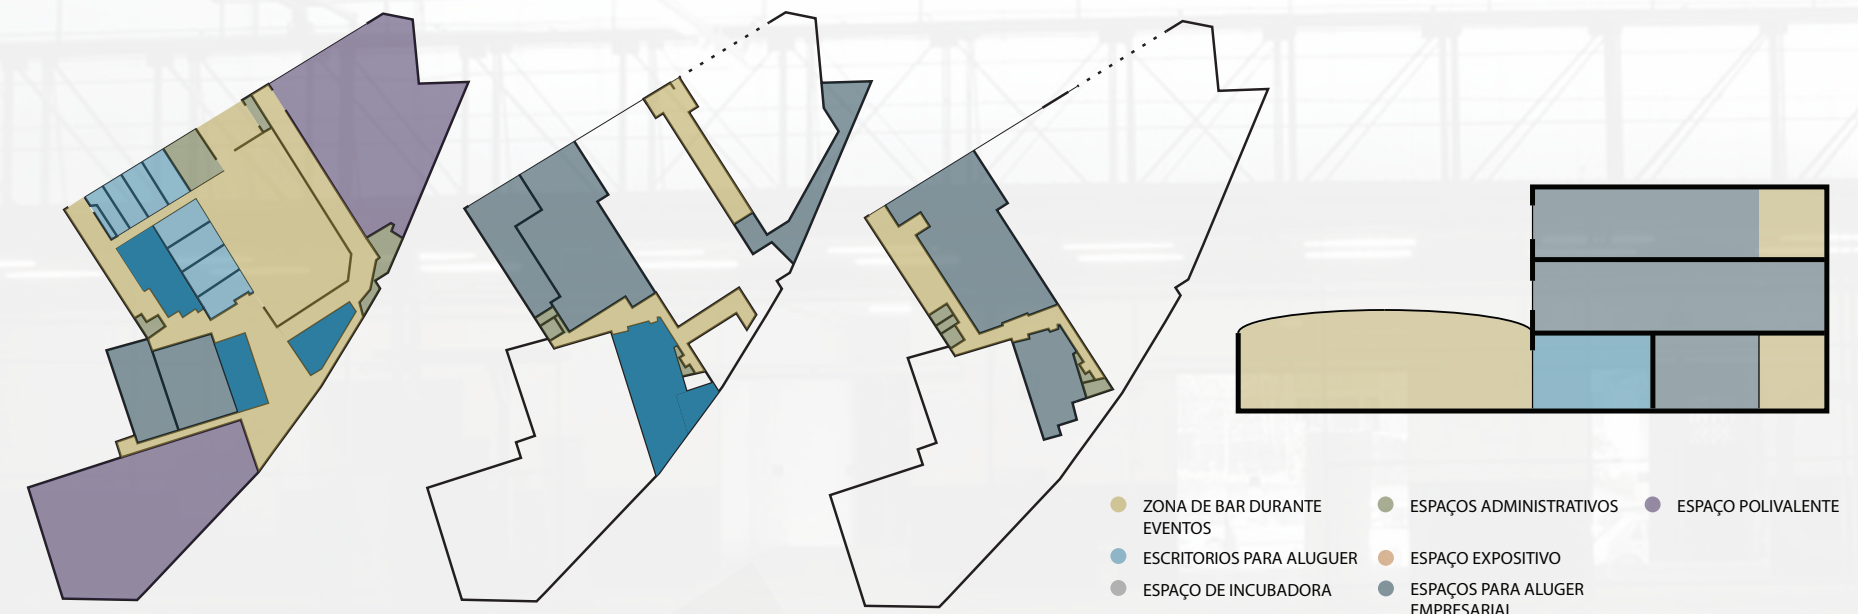 ZONA DE BAR DURANTE
EVENTOS
ESCRITORIOS PARA ALUGUER
ESPAÇO DE INCUBADORA
ESPAÇOS ADMINISTRATIVOS
ESPAÇO EXPOSITIVO
ESPAÇOS PARA ALUGER
EMPRESARIAL
ESPAÇO POLIVALENTE